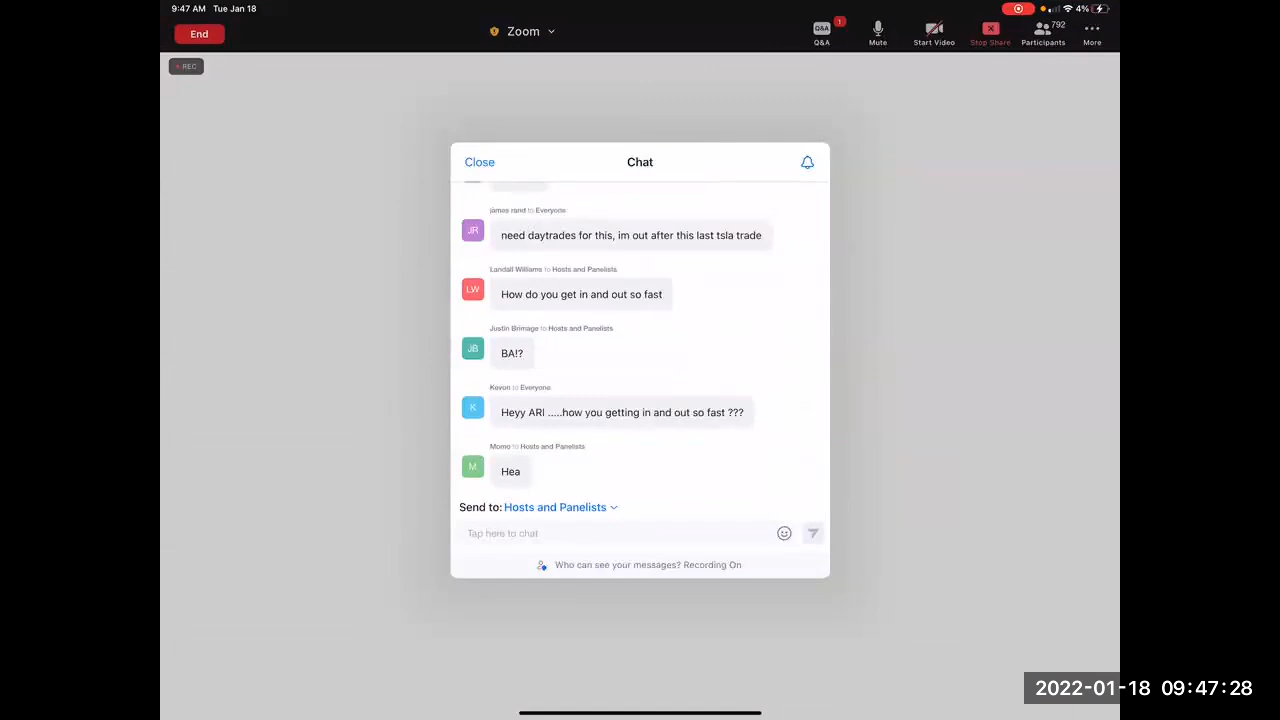 9:47 AM Tue Jan 18
4%
End
Zoom
Q&A
1
Q&A
Mute
Start Video
Stop Share
792
Participants
More
REC
Close
Chat
james rand to Everyone
JR
need daytrades for this, im out after this last tsla trade
Landall Williams to Hosts and Panelists
LW
How do you get in and out so fast
Justin Brimage to Hosts and Panelists
JB
BA!?
Kevon to Everyone
K
Heyy ARI .....how you getting in and out so fast ???
Momo to Hosts and Panelists
M
Hea
Send to: Hosts and Panelists
Tap here to chat
Who can see your messages? Recording On
2022-01-18 09:47:28